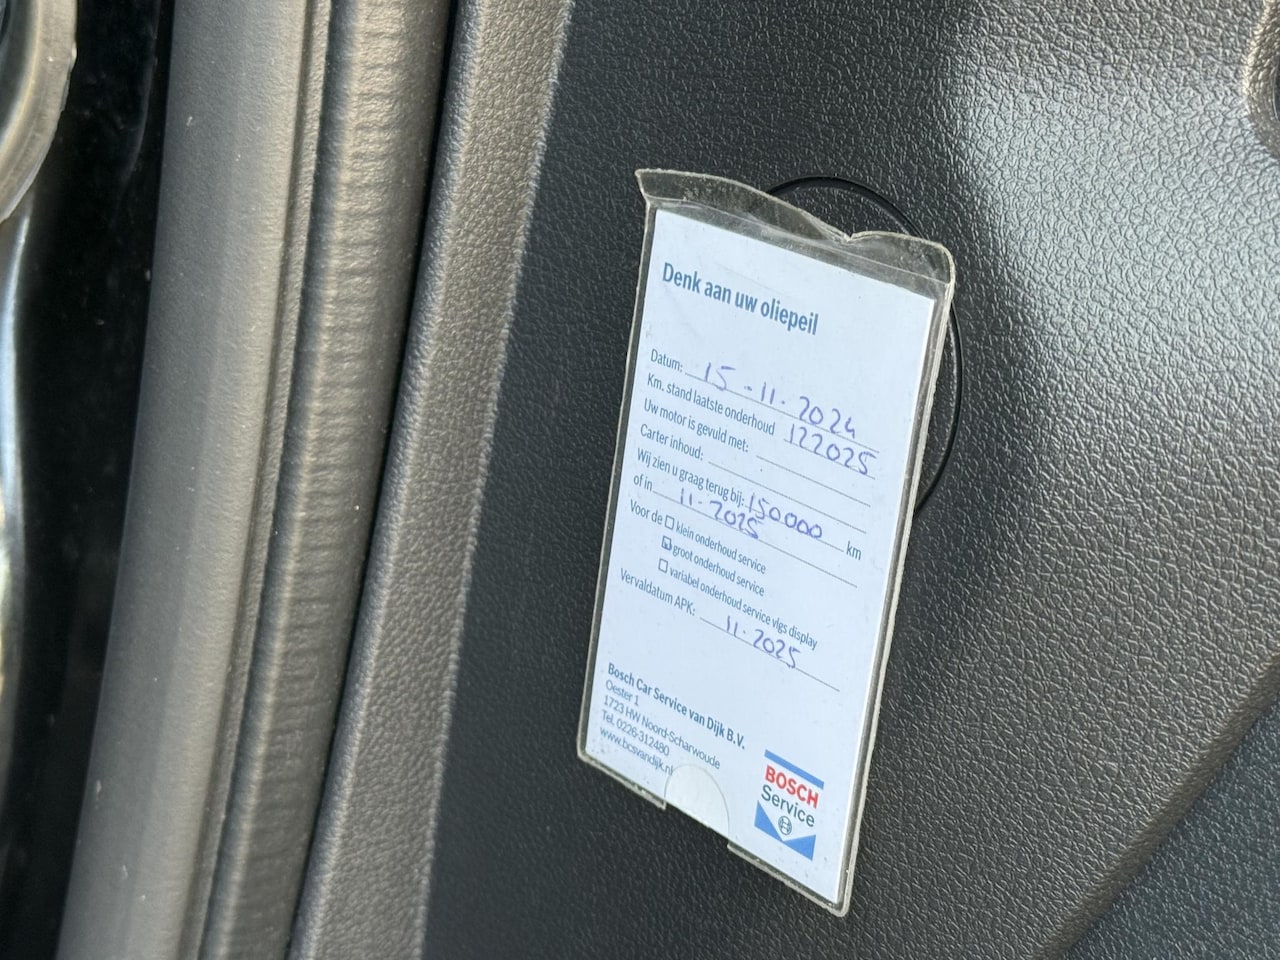 Denk aan uw oliepeil
Datum: 15-11-2024
Km. stand laatste onderhoud 122025
Uw motor is gevuld met:
Carter inhoud:
Wij zien u graag terug bij: 150000 km
of in 11-2025
Voor de ☐ klein onderhoud service
☑ groot onderhoud service
☐ variabel onderhoud service vlgs display
Vervaldatum APK: 11-2025
Bosch Car Service van Dijk B.V.
Oester 1
1723 HW Noord-Scharwoude
Tel. 0226-312480
www.bcsvandijk.nl
BOSCH
Service